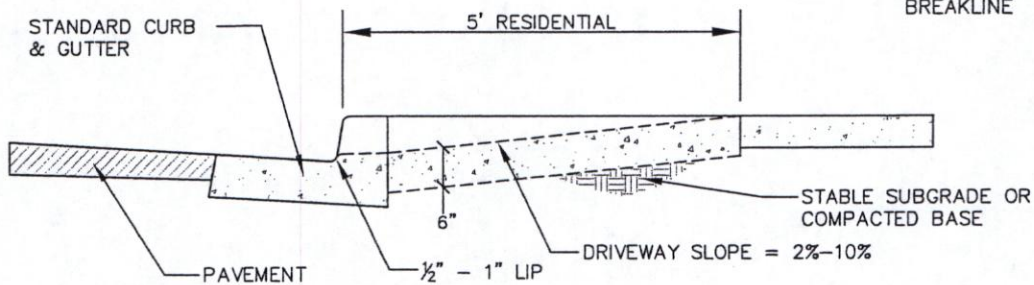 BREAKLINE
STANDARD CURB
& GUTTER
5' RESIDENTIAL
6"
STABLE SUBGRADE OR
COMPACTED BASE
DRIVEWAY SLOPE = 2%-10%
PAVEMENT
½" - 1" LIP